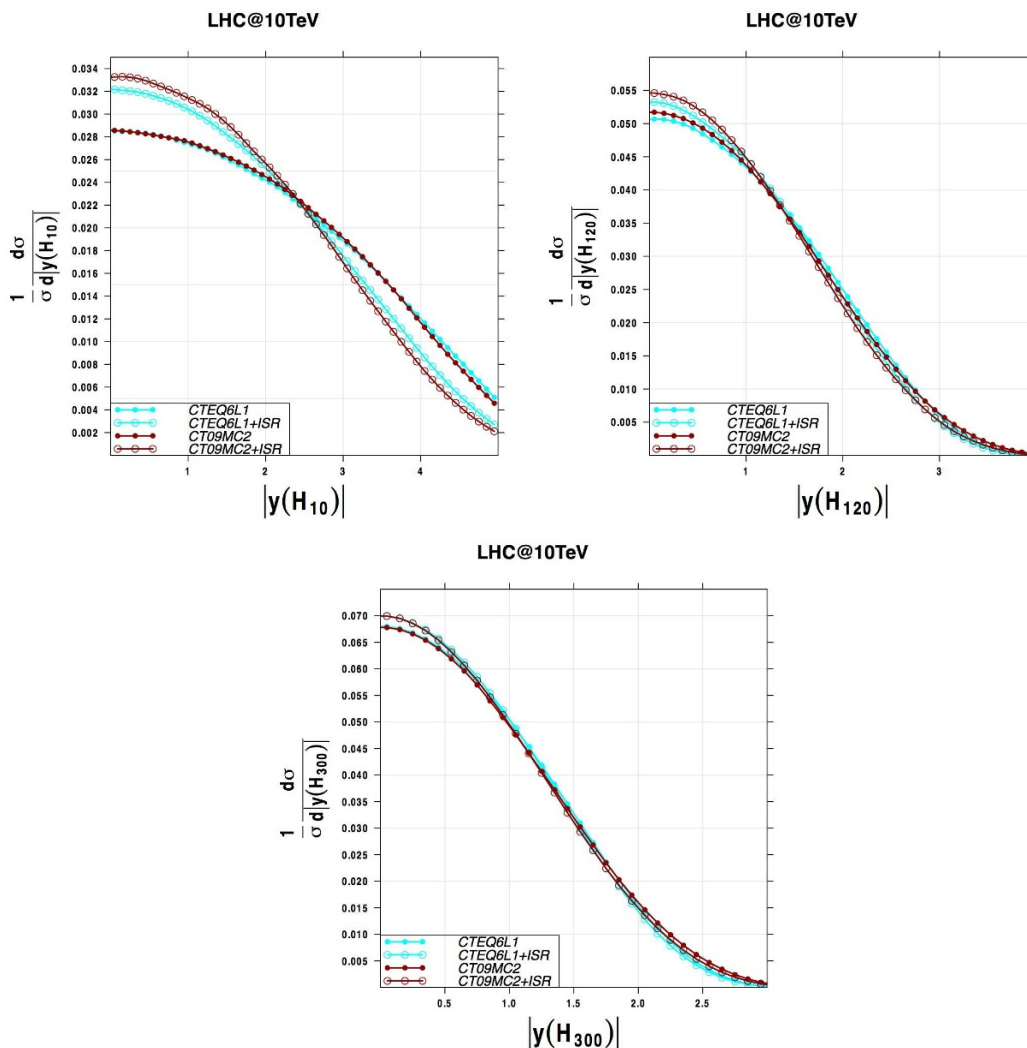 LHC@10TeV
0.034
0.032
0.030
0.028
0.026
0.024
0.022
0.020
0.018
0.016
0.014
0.012
0.010
0.008
0.006
0.004
0.002
1 dσ
σ d|y(H10)|
CTEQ6L1
CTEQ6L1+ISR
CT09MC2
CT09MC2+ISR
1 2 3 4
|y(H10)|
LHC@10TeV
0.055
0.050
0.045
0.040
0.035
0.030
0.025
0.020
0.015
0.010
0.005
1 dσ
σ d|y(H120)|
CTEQ6L1
CTEQ6L1+ISR
CT09MC2
CT09MC2+ISR
1 2 3
|y(H120)|
LHC@10TeV
0.070
0.065
0.060
0.055
0.050
0.045
0.040
0.035
0.030
0.025
0.020
0.015
0.010
0.005
1 dσ
σ d|y(H300)|
CTEQ6L1
CTEQ6L1+ISR
CT09MC2
CT09MC2+ISR
0.5 1.0 1.5 2.0 2.5
|y(H300)|